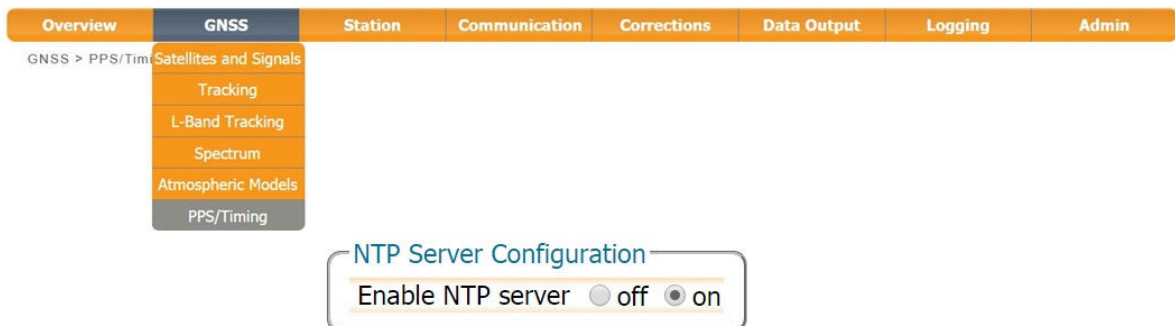 Overview GNSS Station Communication Corrections Data Output Logging Admin
GNSS > PPS/Timi
Satellites and Signals
Tracking
L-Band Tracking
Spectrum
Atmospheric Models
PPS/Timing
NTP Server Configuration
Enable NTP server off on